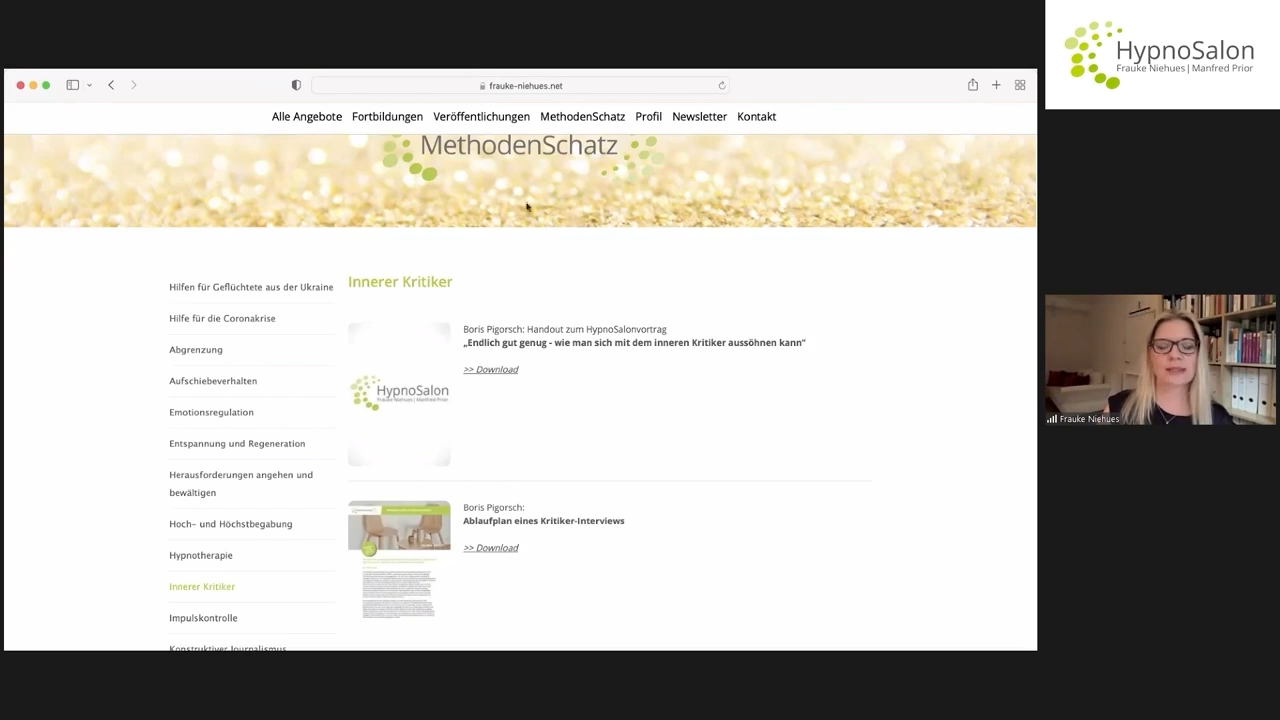 HypnoSalon
Frauke Niehues | Manfred Prior
frauke-niehues.net
Alle Angebote Fortbildungen Veröffentlichungen MethodenSchatz Profil Newsletter Kontakt
MethodenSchatz
Hilfen für Geflüchtete aus der Ukraine
Hilfe für die Coronakrise
Abgrenzung
Aufschiebeverhalten
Emotionsregulation
Entspannung und Regeneration
Herausforderungen angehen und
bewältigen
Hoch- und Höchstbegabung
Hypnotherapie
Innerer Kritiker
Impulskontrolle
Konstruktiver Journalismus
Innerer Kritiker
Boris Pigorsch: Handout zum HypnoSalonvortrag
„Endlich gut genug - wie man sich mit dem inneren Kritiker aussöhnen kann"
>> Download
HypnoSalon
Frauke Niehues | Manfred Prior
Boris Pigorsch:
Ablaufplan eines Kritiker-Interviews
>> Download
Frauke Niehues